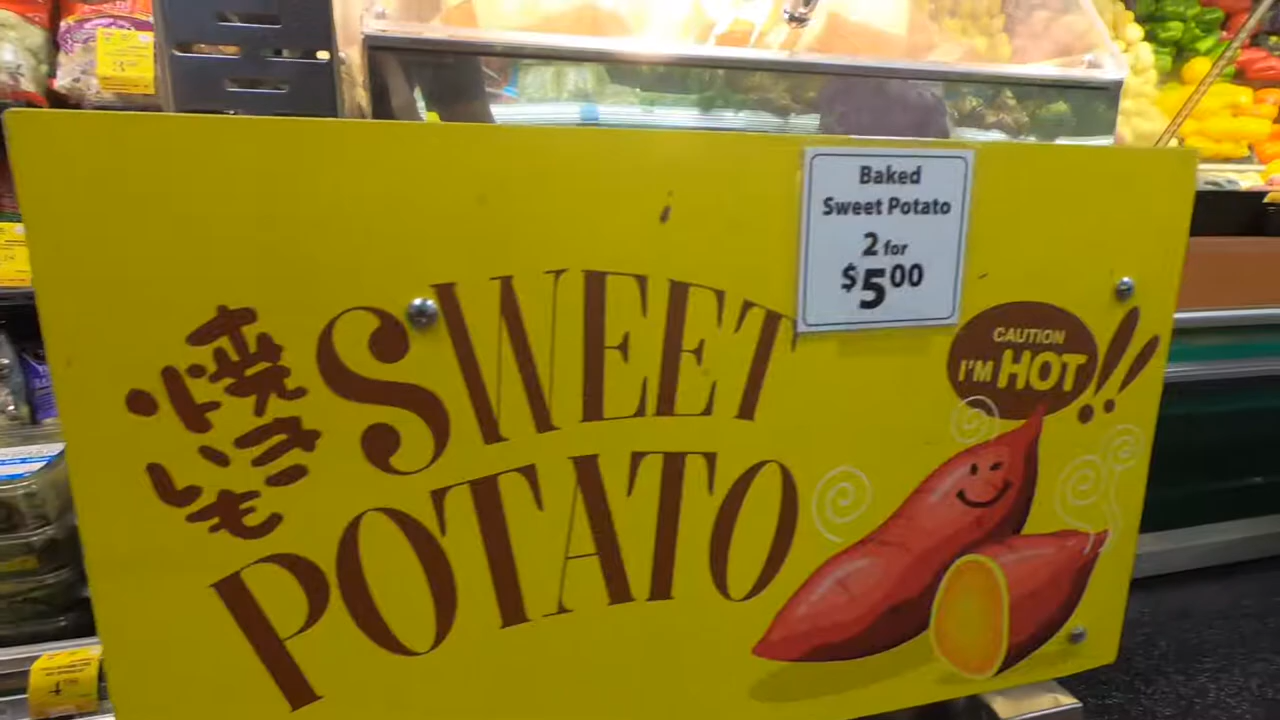 Baked
Sweet Potato
2 for
$5.00
焼き
いも
SWEET
POTATO
CAUTION
I'M HOT!!